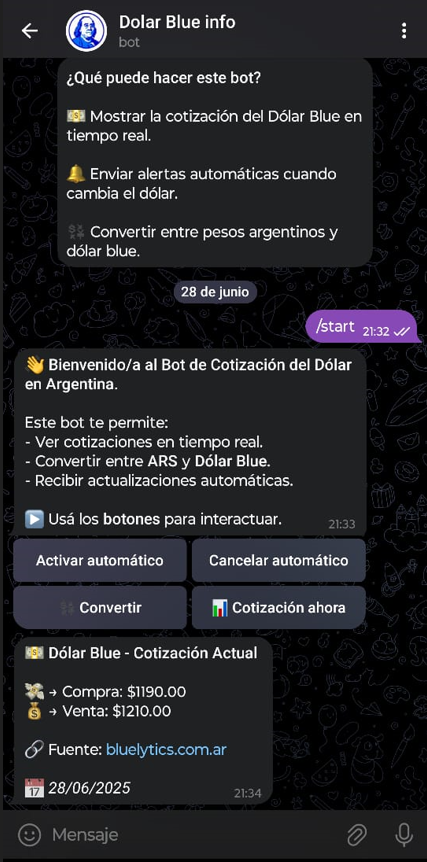 Dolar Blue info
bot
¿Qué puede hacer este bot?
💵 Mostrar la cotización del Dólar Blue en
tiempo real.
🔔 Enviar alertas automáticas cuando
cambia el dólar.
💱 Convertir entre pesos argentinos y
dólar blue.
28 de junio
/start 21:32
👋 Bienvenido/a al Bot de Cotización del Dólar
en Argentina.
Este bot te permite:
- Ver cotizaciones en tiempo real.
- Convertir entre ARS y Dólar Blue.
- Recibir actualizaciones automáticas.
▶️ Usá los botones para interactuar. 21:33
Activar automático
Cancelar automático
💱 Convertir
📊 Cotización ahora
💵 Dólar Blue - Cotización Actual
💸 → Compra: $1190.00
💰 → Venta: $1210.00
🔗 Fuente: bluelytics.com.ar
📅 28/06/2025 21:34
Mensaje